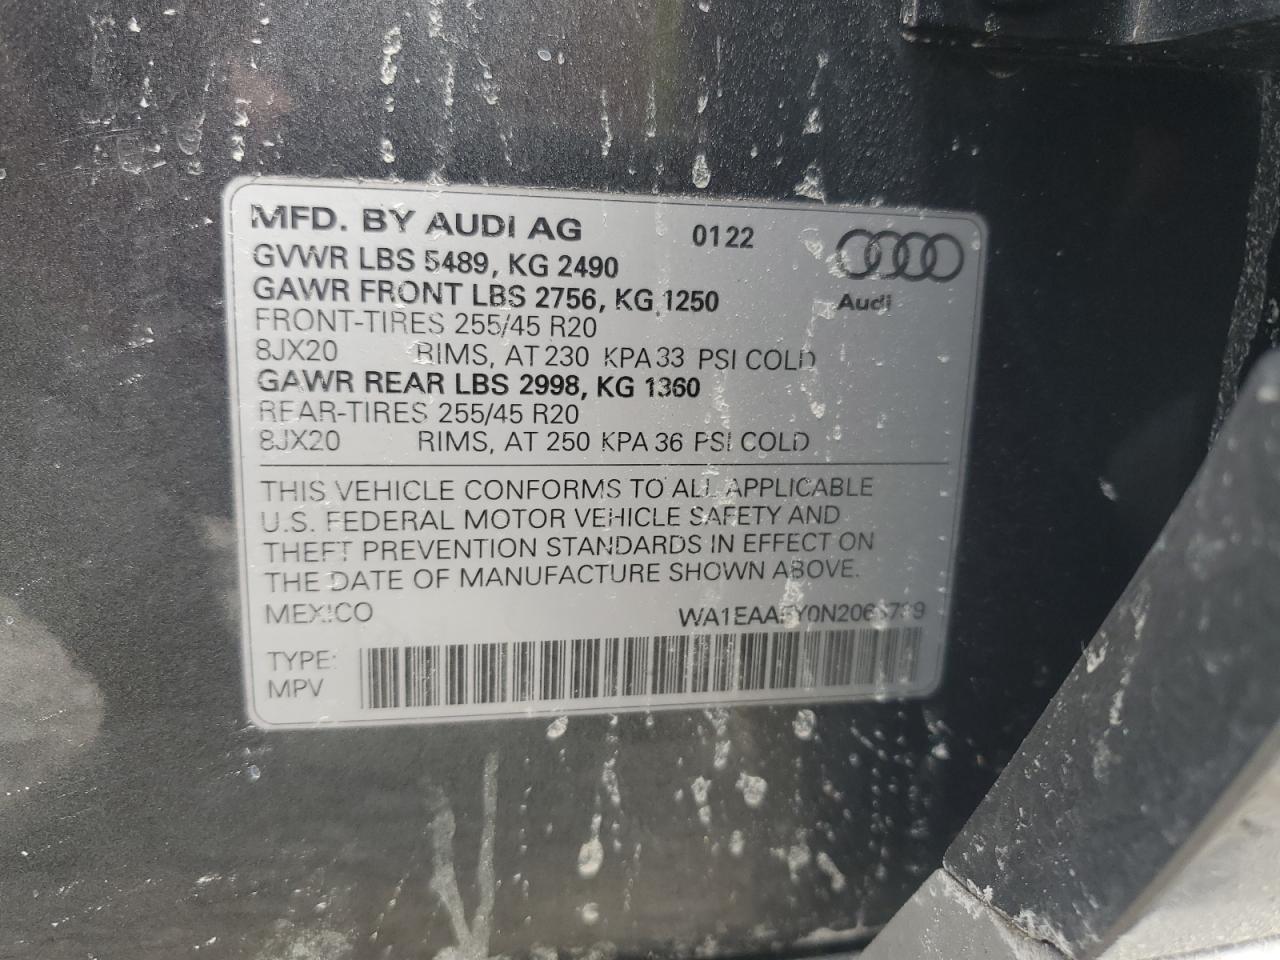 MFD. BY AUDI AG 0122
GVWR LBS 5489, KG 2490
GAWR FRONT LBS 2756, KG 1250
Audi
FRONT-TIRES 255/45 R20
8JX20 RIMS, AT 230 KPA 33 PSI COLD
GAWR REAR LBS 2998, KG 1360
REAR-TIRES 255/45 R20
8JX20 RIMS, AT 250 KPA 36 PSI COLD
THIS VEHICLE CONFORMS TO ALL APPLICABLE
U.S. FEDERAL MOTOR VEHICLE SAFETY AND
THEFT PREVENTION STANDARDS IN EFFECT ON
THE DATE OF MANUFACTURE SHOWN ABOVE.
MEXICO
TYPE:
MPV